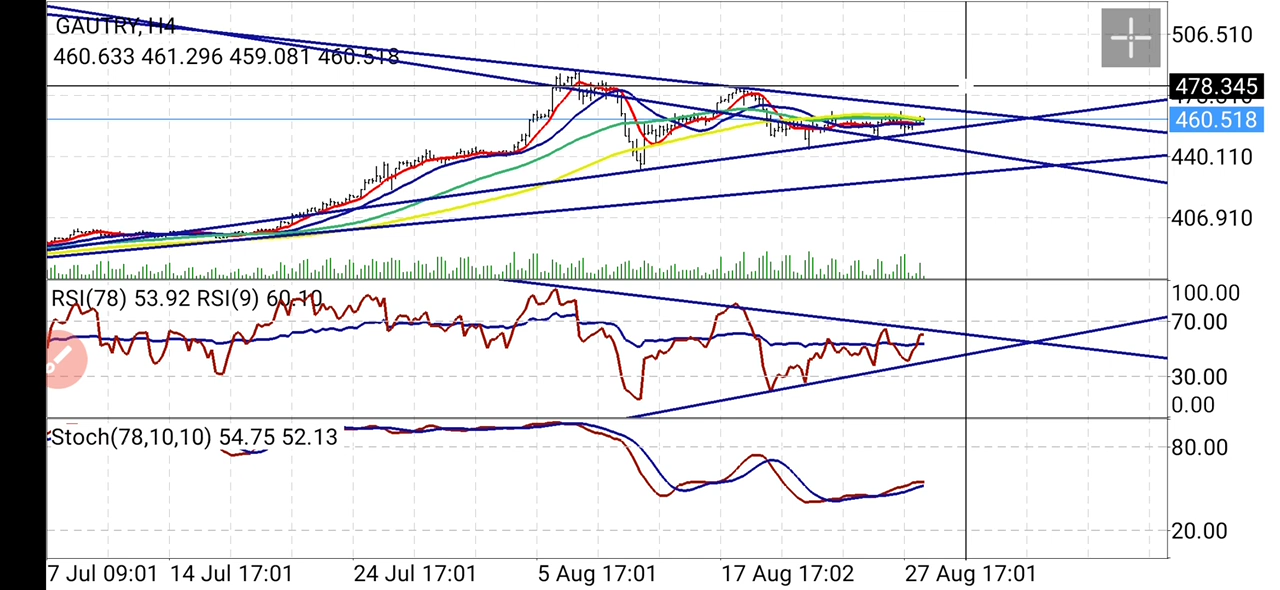 GAUTRY, H4
460.633 461.296 459.081 460.518
506.510
478.345
460.518
440.110
406.910
RSI(78) 53.92 RSI(9) 60.10
100.00
70.00
30.00
0.00
Stoch(78,10,10) 54.75 52.13
80.00
20.00
7 Jul 09:01 14 Jul 17:01 24 Jul 17:01 5 Aug 17:01 17 Aug 17:02 27 Aug 17:01